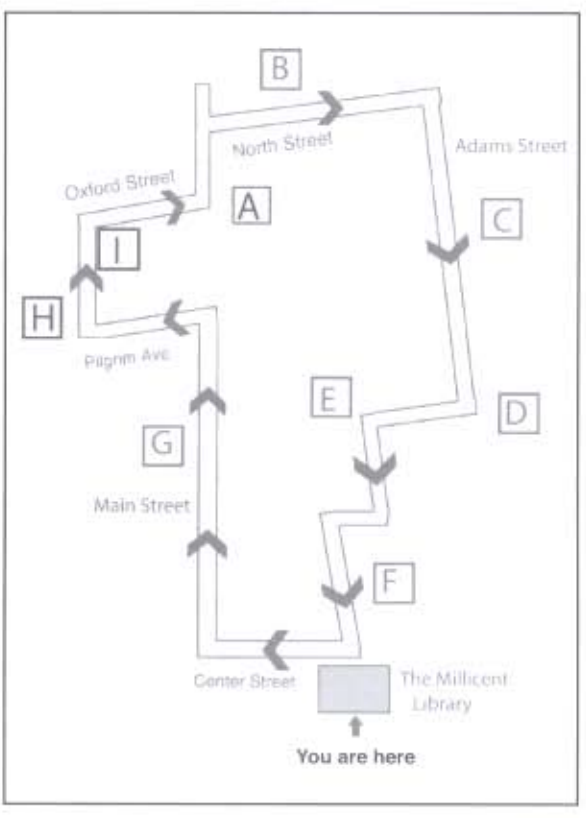 B
North Street
Adams Street
Oxford Street
A
C
I
H
Pilgrim Ave
E
D
G
Main Street
F
Center Street
The Millicent
Library
You are here